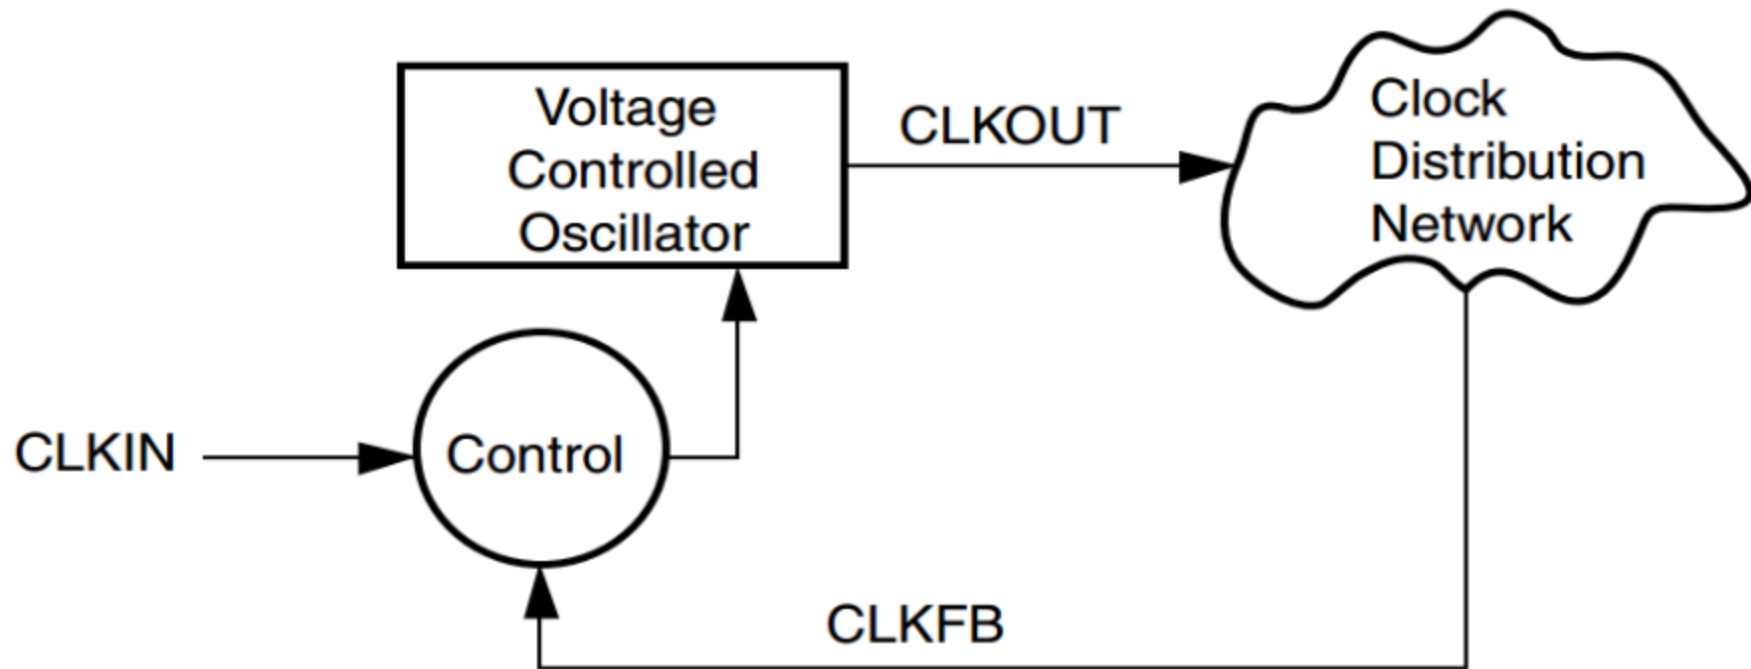 Voltage
Controlled
Oscillator
CLKOUT
Clock
Distribution
Network
CLKIN
Control
CLKFB